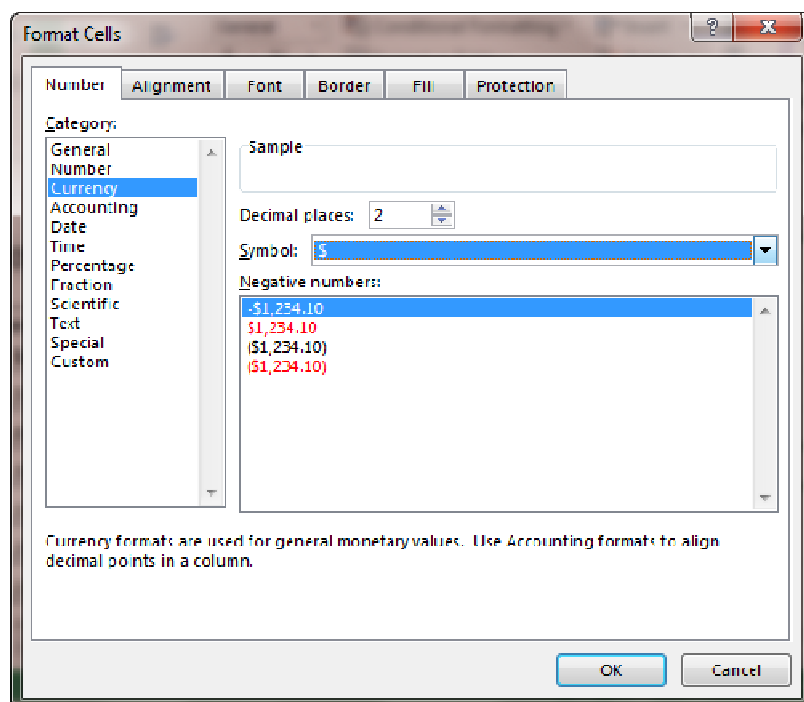 Format Cells
Number Alignment Font Border Fill Protection
Category:
General
Number
Currency
Accounting
Date
Time
Percentage
Fraction
Scientific
Text
Special
Custom
Sample
Decimal places: 2
Symbol: $
Negative numbers:
-$1,234.10
$1,234.10
($1,234.10)
($1,234.10)
Currency formats are used for general monetary values. Use Accounting formats to align
decimal points in a column.
OK Cancel